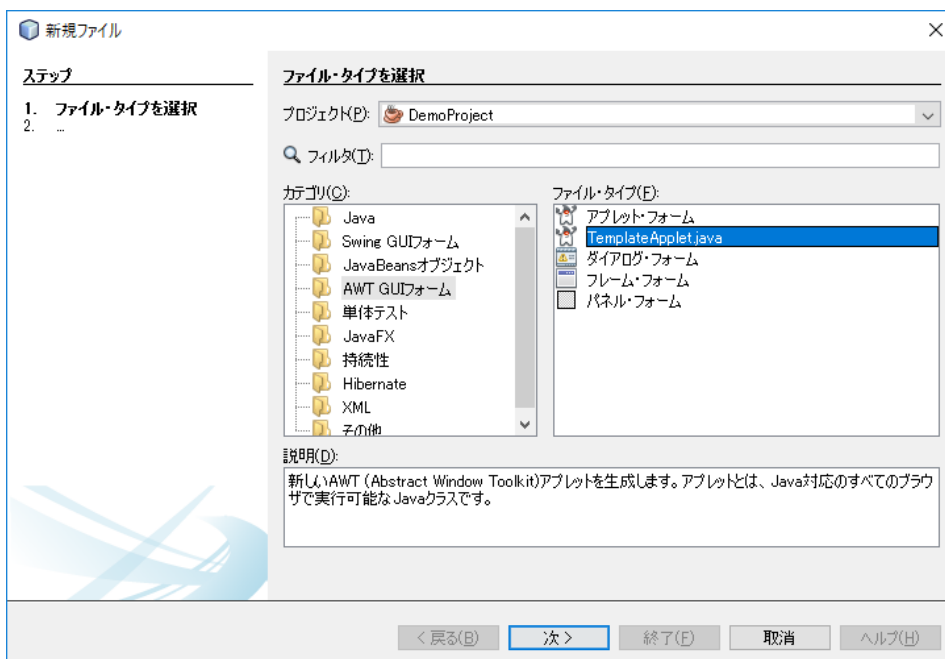 新規ファイル
ステップ
1. ファイル・タイプを選択
2. ...
ファイル・タイプを選択
プロジェクト(P): DemoProject
フィルタ(T):
カテゴリ(C):
Java
Swing GUIフォーム
JavaBeansオブジェクト
AWT GUIフォーム
単体テスト
JavaFX
持続性
Hibernate
XML
その他
ファイル・タイプ(F):
アプレット・フォーム
TemplateApplet.java
ダイアログ・フォーム
フレーム・フォーム
パネル・フォーム
説明(D):
新しいAWT (Abstract Window Toolkit)アプレットを生成します。アプレットとは、Java対応のすべてのブラウ
ザで実行可能なJavaクラスです。
< 戻る(B) 次 > 終了(F) 取消 ヘルプ(H)